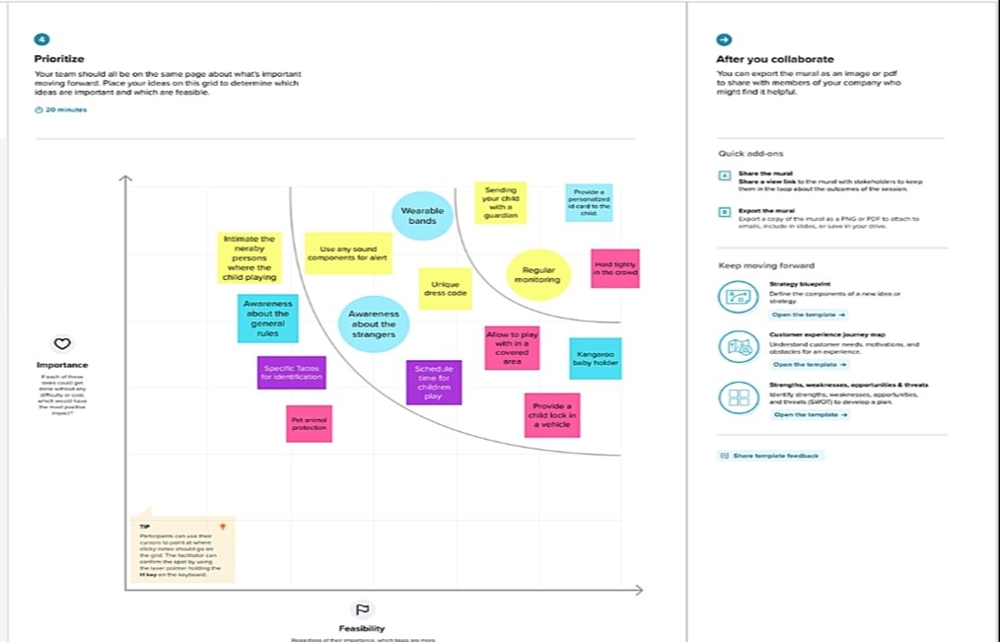 4
Prioritize
Your team should all be on the same page about what's important
moving forward. Place your ideas on this grid to determine which
ideas are important and which are feasible.
20 minutes
Sending
your child
with a
guardian
Provide a
personalized
id card to the
child.
Wearable
bands
Intimate the
neraby
persons
where the
child playing
Use any sound
components for alert
Regular
monitoring
Hold tightly
in the crowd
Unique
dress code
Awareness
about the
general
rules
Awareness
about the
strangers
Allow to play
with in a
covered
area
Kangaroo
baby holder
Specific Tattos
for identification
Schedule
time for
children
play
Pet animal
protection
Provide a
child lock in
a vehicle
Importance
If each of these
tasks could get
done without any
difficulty or cost,
which would have
the most positive
impact?
TIP
Participants can use their
cursors to point at where
sticky notes should go on
the grid. The facilitator can
confirm the spot by using
the laser pointer holding the
H key on the keyboard.
Feasibility
Regardless of their importance, which tasks are more
After you collaborate
You can export the mural as an image or pdf
to share with members of your company who
might find it helpful.
Quick add-ons
A
Share the mural
Share a view link to the mural with stakeholders to keep
them in the loop about the outcomes of the session.
B
Export the mural
Export a copy of the mural as a PNG or PDF to attach to
emails, include in slides, or save in your drive.
Keep moving forward
Strategy blueprint
Define the components of a new idea or
strategy.
Open the template →
Customer experience journey map
Understand customer needs, motivations, and
obstacles for an experience.
Open the template →
Strengths, weaknesses, opportunities & threats
Identify strengths, weaknesses, opportunities,
and threats (SWOT) to develop a plan.
Open the template →
Share template feedback